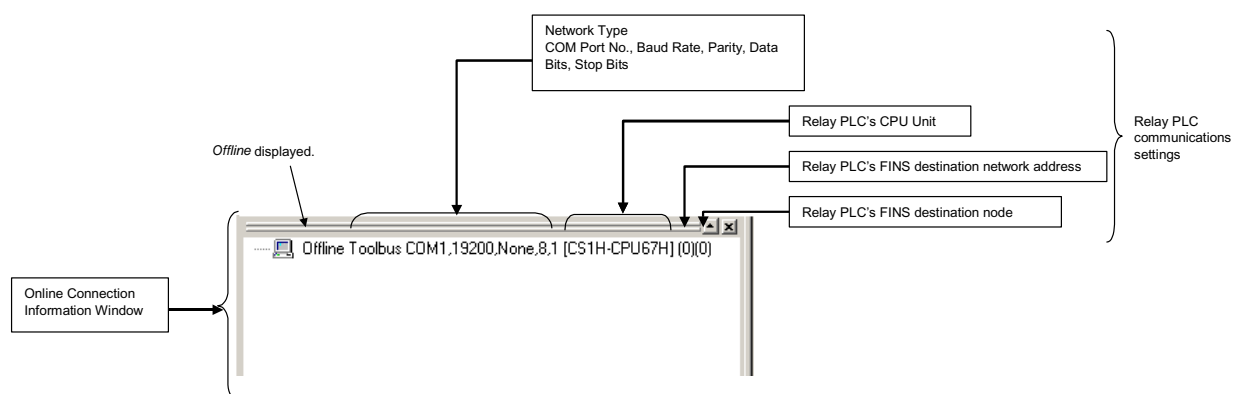 Network Type
COM Port No., Baud Rate, Parity, Data
Bits, Stop Bits
Relay PLC's CPU Unit
Relay PLC
communications
settings
Offline displayed.
Relay PLC's FINS destination network address
Relay PLC's FINS destination node
Offline Toolbus COM1,19200,None,8,1 [CS1H-CPU67H] (0)(0)
Online Connection
Information Window